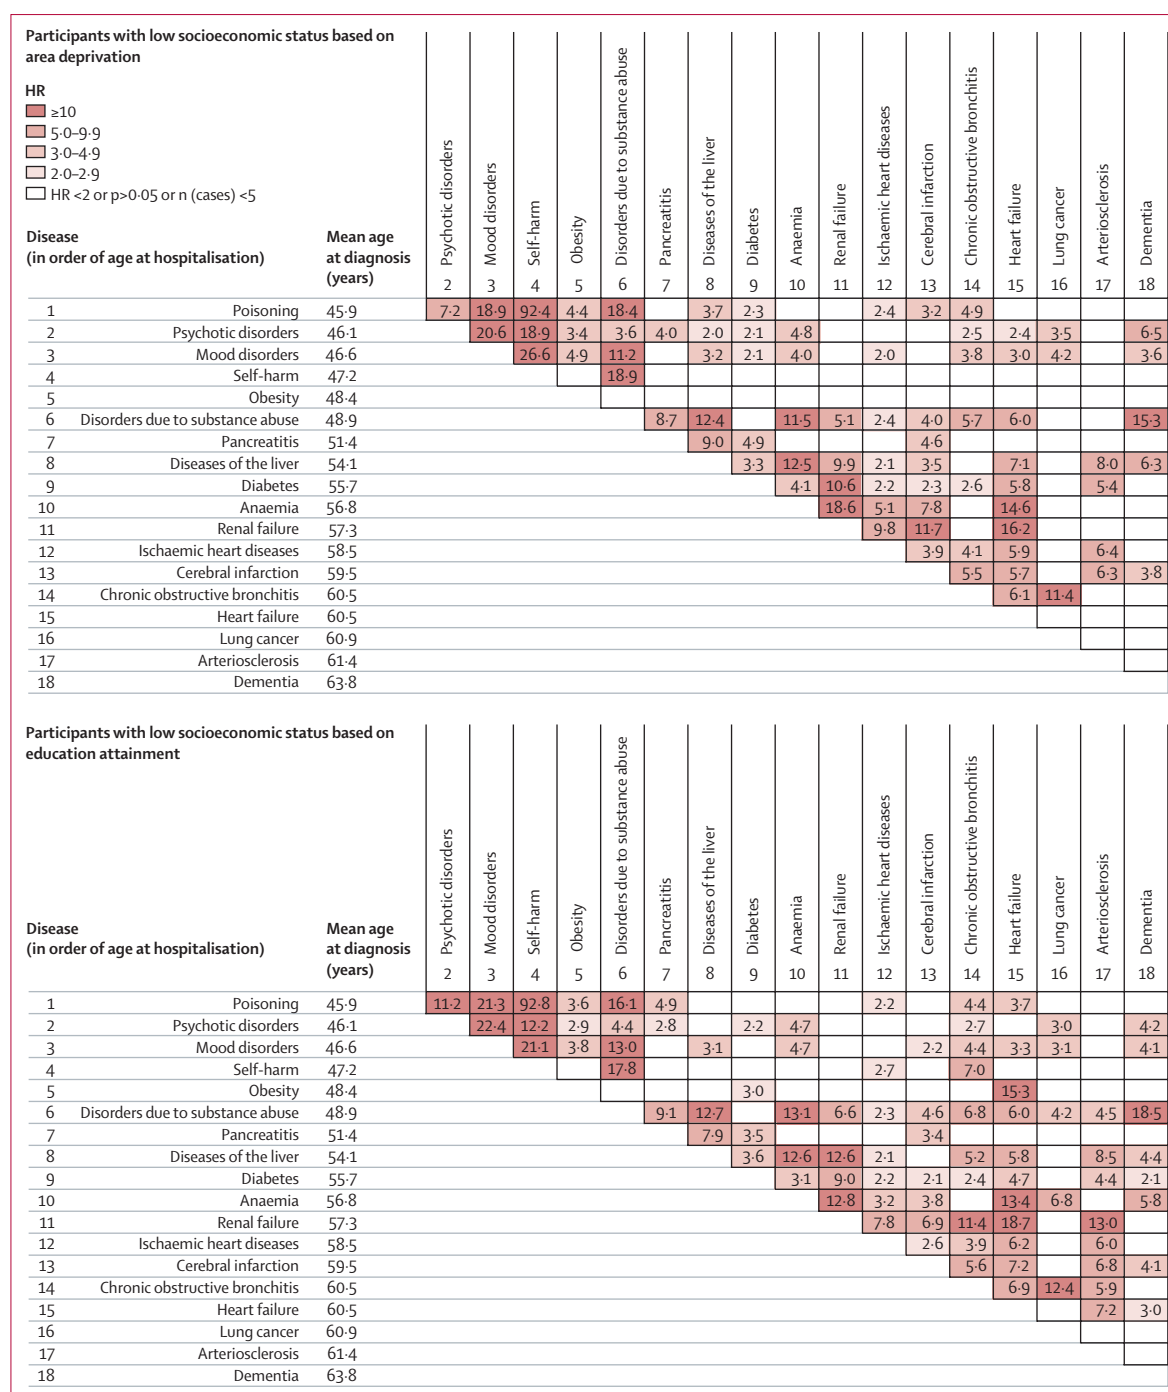 Participants with low socioeconomic status based on
area deprivation
HR
≥10
5·0–9·9
3·0–4·9
2·0–2·9
HR <2 or p>0·05 or n (cases) <5
Disease
(in order of age at hospitalisation)
Mean age
at diagnosis
(years)
Psychotic disorders
Mood disorders
Self-harm
Obesity
Disorders due to substance abuse
Pancreatitis
Diseases of the liver
Diabetes
Anaemia
Renal failure
Ischaemic heart diseases
Cerebral infarction
Chronic obstructive bronchitis
Heart failure
Lung cancer
Arteriosclerosis
Dementia
2 3 4 5 6 7 8 9 10 11 12 13 14 15 16 17 18
1 Poisoning 45·9 7·2 18·9 92·4 4·4 18·4 3·7 2·3 2·4 3·2 4·9
2 Psychotic disorders 46·1 20·6 18·9 3·4 3·6 4·0 2·0 2·1 4·8 2·5 2·4 3·5 6·5
3 Mood disorders 46·6 26·6 4·9 11·2 3·2 2·1 4·0 2·0 3·8 3·0 4·2 3·6
4 Self-harm 47·2 18·9
5 Obesity 48·4
6 Disorders due to substance abuse 48·9 8·7 12·4 11·5 5·1 2·4 4·0 5·7 6·0 15·3
7 Pancreatitis 51·4 9·0 4·9 4·6
8 Diseases of the liver 54·1 3·3 12·5 9·9 2·1 3·5 7·1 8·0 6·3
9 Diabetes 55·7 4·1 10·6 2·2 2·3 2·6 5·8 5·4
10 Anaemia 56·8 18·6 5·1 7·8 14·6
11 Renal failure 57·3 9·8 11·7 16·2
12 Ischaemic heart diseases 58·5 3·9 4·1 5·9 6·4
13 Cerebral infarction 59·5 5·5 5·7 6·3 3·8
14 Chronic obstructive bronchitis 60·5 6·1 11·4
15 Heart failure 60·5
16 Lung cancer 60·9
17 Arteriosclerosis 61·4
18 Dementia 63·8
Participants with low socioeconomic status based on
education attainment
Disease
(in order of age at hospitalisation)
Mean age
at diagnosis
(years)
Psychotic disorders
Mood disorders
Self-harm
Obesity
Disorders due to substance abuse
Pancreatitis
Diseases of the liver
Diabetes
Anaemia
Renal failure
Ischaemic heart diseases
Cerebral infarction
Chronic obstructive bronchitis
Heart failure
Lung cancer
Arteriosclerosis
Dementia
2 3 4 5 6 7 8 9 10 11 12 13 14 15 16 17 18
1 Poisoning 45·9 11·2 21·3 92·8 3·6 16·1 4·9 2·2 4·4 3·7
2 Psychotic disorders 46·1 22·4 12·2 2·9 4·4 2·8 2·2 4·7 2·7 3·0 4·2
3 Mood disorders 46·6 21·1 3·8 13·0 3·1 4·7 2·2 4·4 3·3 3·1 4·1
4 Self-harm 47·2 17·8 2·7 7·0
5 Obesity 48·4 3·0 15·3
6 Disorders due to substance abuse 48·9 9·1 12·7 13·1 6·6 2·3 4·6 6·8 6·0 4·2 4·5 18·5
7 Pancreatitis 51·4 7·9 3·5 3·4
8 Diseases of the liver 54·1 3·6 12·6 12·6 2·1 5·2 5·8 8·5 4·4
9 Diabetes 55·7 3·1 9·0 2·2 2·1 2·4 4·7 4·4 2·1
10 Anaemia 56·8 12·8 3·2 3·8 13·4 6·8 5·8
11 Renal failure 57·3 7·8 6·9 11·4 18·7 13·0
12 Ischaemic heart diseases 58·5 2·6 3·9 6·2 6·0
13 Cerebral infarction 59·5 5·6 7·2 6·8 4·1
14 Chronic obstructive bronchitis 60·5 6·9 12·4 5·9
15 Heart failure 60·5 7·2 3·0
16 Lung cancer 60·9
17 Arteriosclerosis 61·4
18 Dementia 63·8